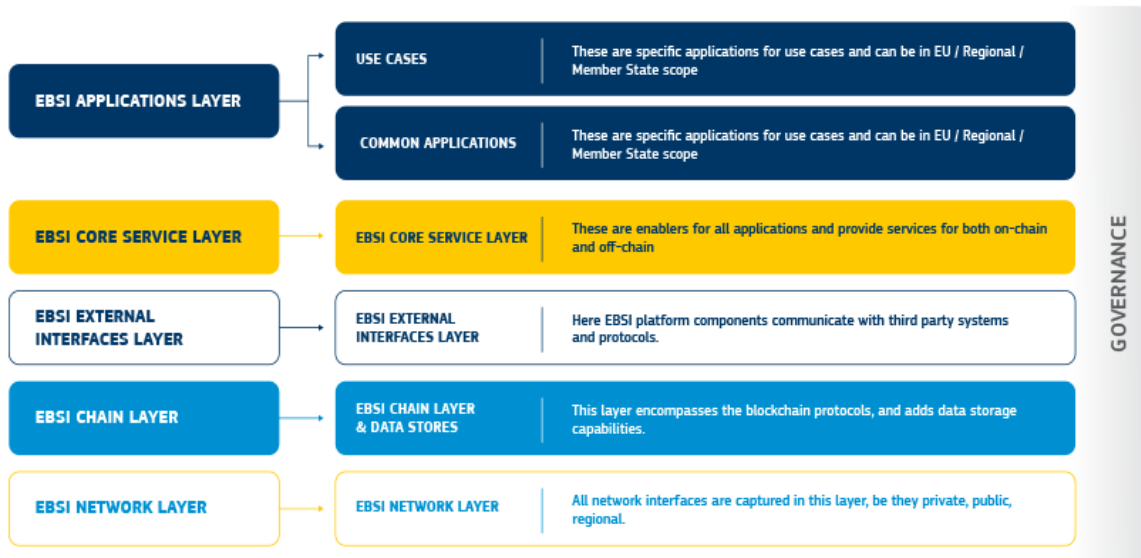 EBSI APPLICATIONS LAYER
USE CASES
These are specific applications for use cases and can be in EU / Regional /
Member State scope
COMMON APPLICATIONS
These are specific applications for use cases and can be in EU / Regional /
Member State scope
EBSI CORE SERVICE LAYER
EBSI CORE SERVICE LAYER
These are enablers for all applications and provide services for both on-chain
and off-chain
EBSI EXTERNAL
INTERFACES LAYER
EBSI EXTERNAL
INTERFACES LAYER
Here EBSI platform components communicate with third party systems
and protocols.
EBSI CHAIN LAYER
EBSI CHAIN LAYER
& DATA STORES
This layer encompasses the blockchain protocols, and adds data storage
capabilities.
EBSI NETWORK LAYER
EBSI NETWORK LAYER
All network interfaces are captured in this layer, be they private, public,
regional.
GOVERNANCE